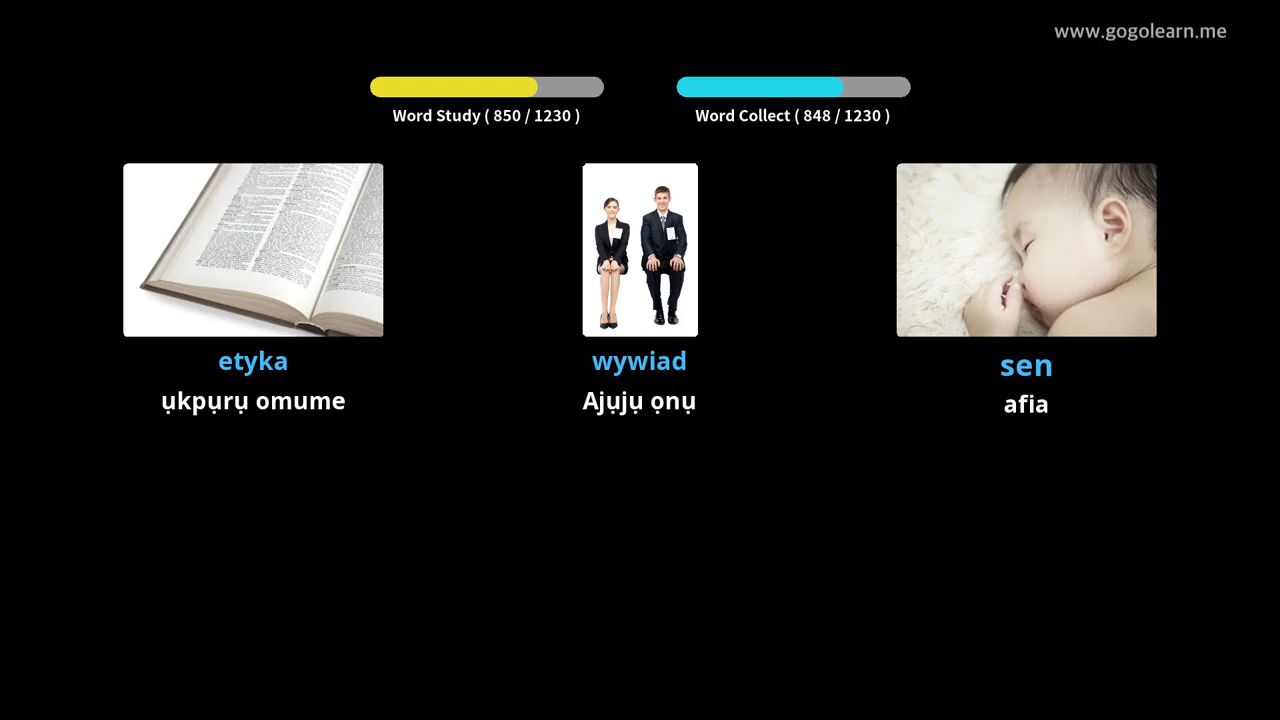 www.gogolearn.me
Word Study ( 850 / 1230 )
Word Collect ( 848 / 1230 )
etyka
wywiad
sen
ụkpụrụ omume
Ajụjụ ọnụ
afia